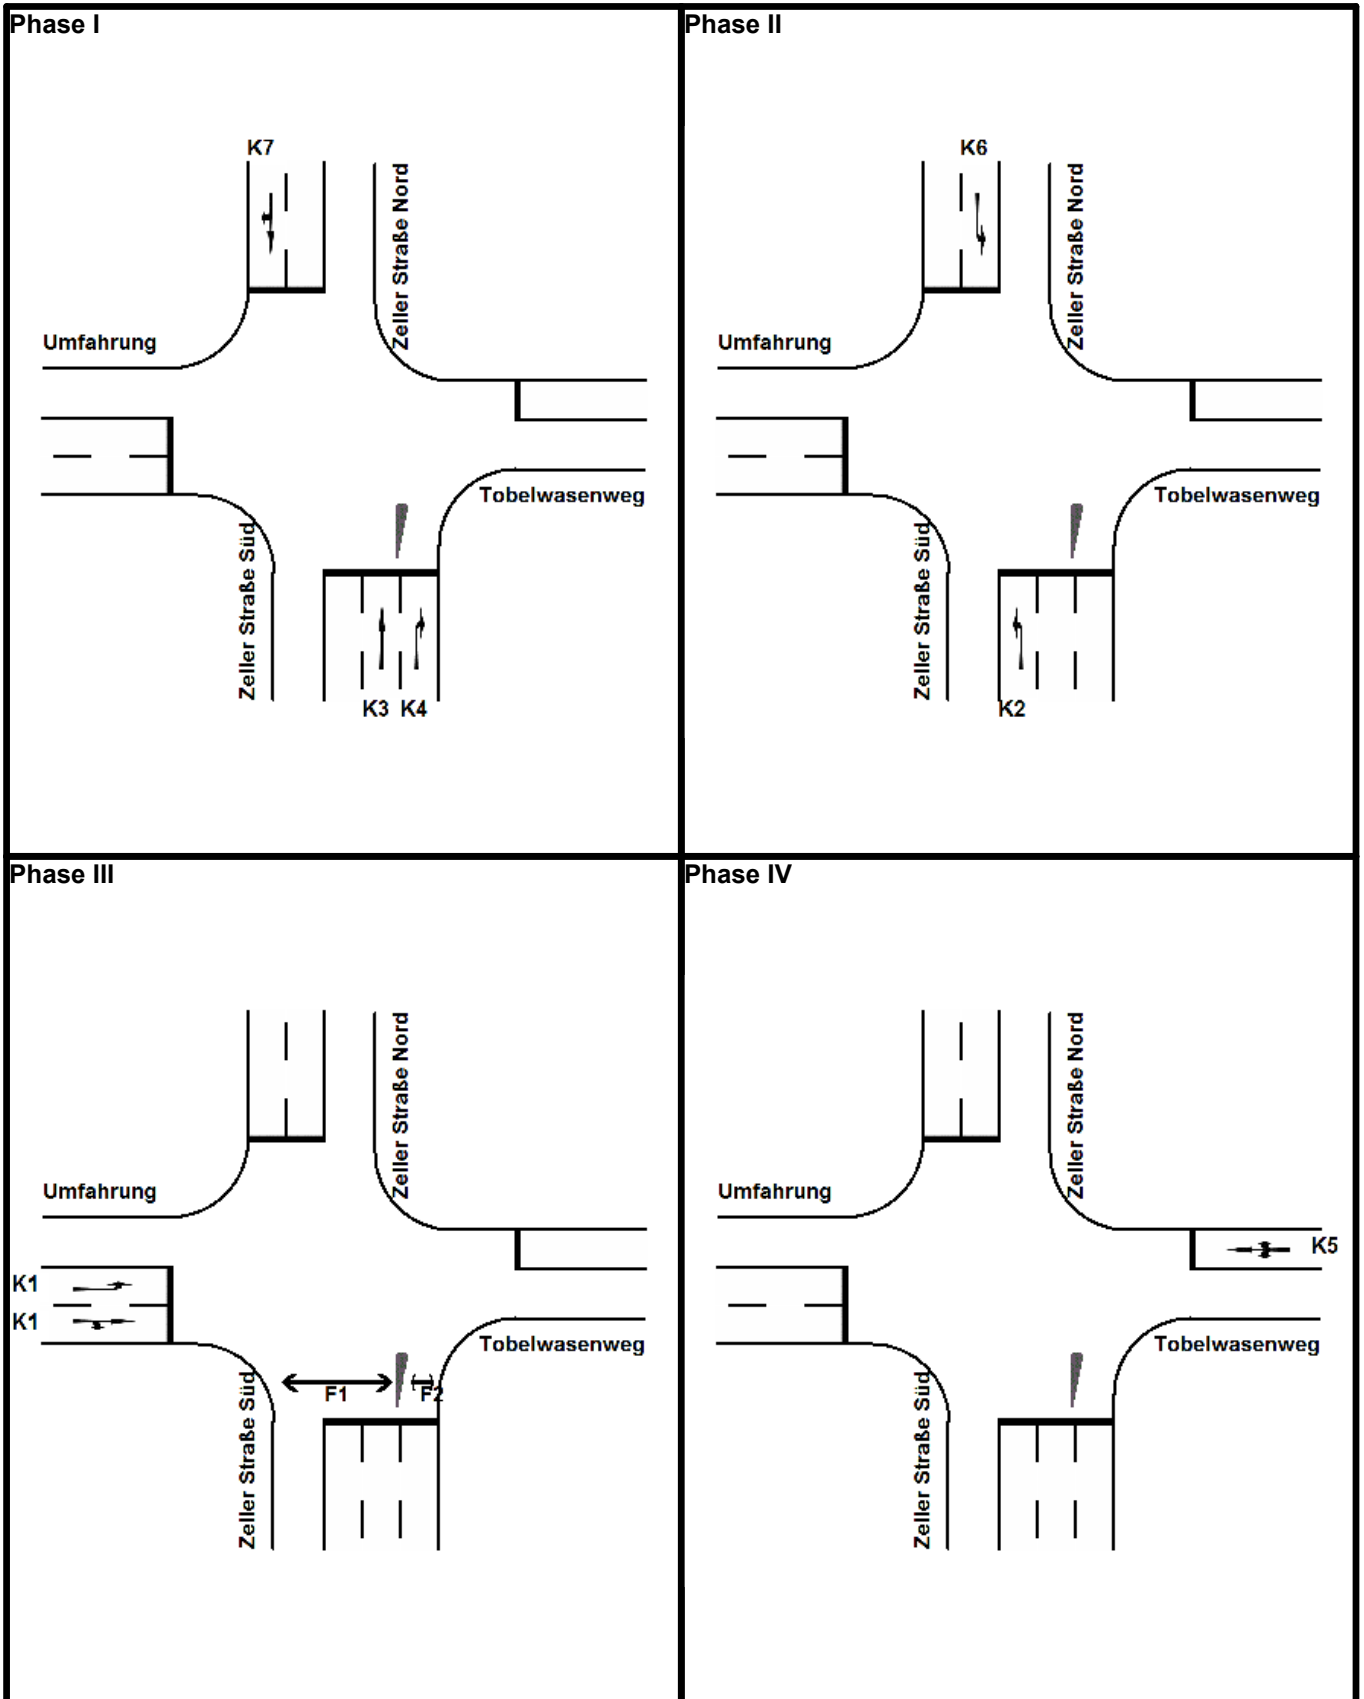 Phase I
K7
Zeller Straße Nord
Umfahrung
Tobelwasenweg
Zeller Straße Süd
K3 K4
Phase II
K6
Zeller Straße Nord
Umfahrung
Tobelwasenweg
Zeller Straße Süd
K2
Phase III
Zeller Straße Nord
Umfahrung
K1
K1
Tobelwasenweg
F1
F2
Zeller Straße Süd
Phase IV
Zeller Straße Nord
Umfahrung
K5
Tobelwasenweg
Zeller Straße Süd